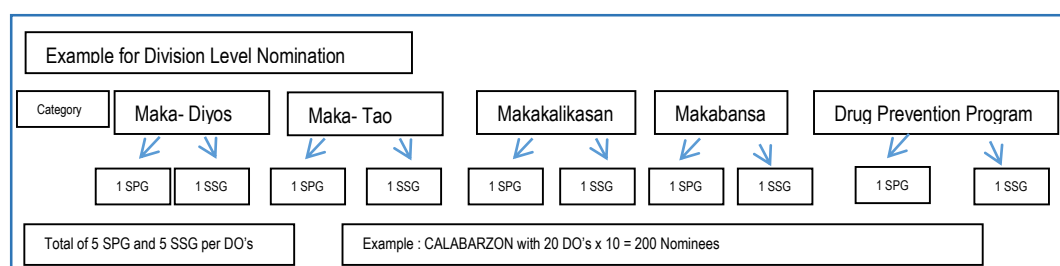 Example for Division Level Nomination
Category Maka- Diyos Maka- Tao Makakalikasan Makabansa Drug Prevention Program
1 SPG 1 SSG 1 SPG 1 SSG 1 SPG 1 SSG 1 SPG 1 SSG 1 SPG 1 SSG
Total of 5 SPG and 5 SSG per DO's Example : CALABARZON with 20 DO's x 10 = 200 Nominees